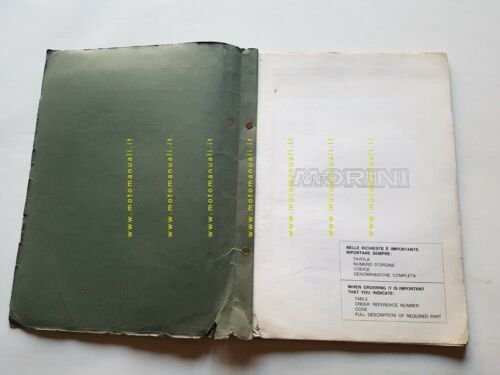 www.motomanuali.it
www.motomanuali.it
www.motomanuali.it
www.motomanuali.it
www.motomanuali.it
www.motomanuali.it
MORINI
NELLE RICHIESTE È IMPORTANTE
RIPORTARE SEMPRE:
TAVOLA
NUMERO D'ORDINE
CODICE
DENOMINAZIONE COMPLETA
WHEN ORDERING IT IS IMPORTANT
THAT YOU INDICATE:
TABLE
ORDER REFERENCE NUMBER
CODE
FULL DESCRIPTION OF REQUIRED PART